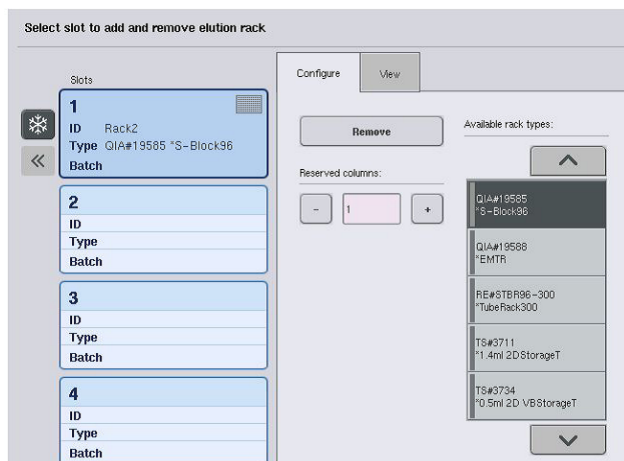 Select slot to add and remove elution rack
Slots
1
ID Rack2
Type QIA#19585 *S-Block96
Batch
2
ID
Type
Batch
3
ID
Type
Batch
4
ID
Type
Batch
Configure
View
Remove
Reserved columns:
- 1 +
Available rack types:
QIA#19585
*S-Block96
QIA#19588
*EMTR
RE#STBR96-300
*TubeRack300
TS#3711
*1.4ml 2DStorageT
TS#3734
*0.5ml 2D VBStorageT